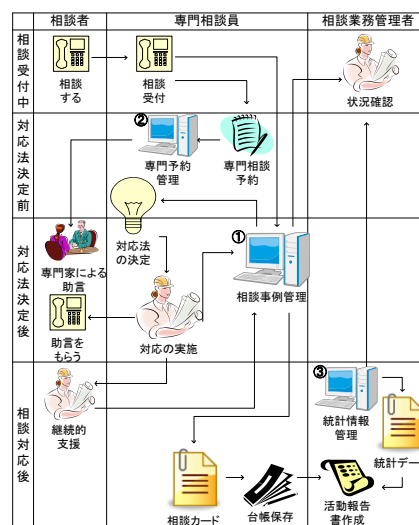 相談者
専門相談員
相談業務管理者
相談受付中
相談
する
相談
受付
状況確認
対応法決定前
②
専門予約
管理
専門相談
予約
対応法決定後
対応法
の決定
①
相談事例管理
専門家による
助言
助言を
もらう
対応の実施
相談対応後
継続的
支援
③
統計情報
管理
統計デー
相談カード
台帳保存
活動報告
書作成